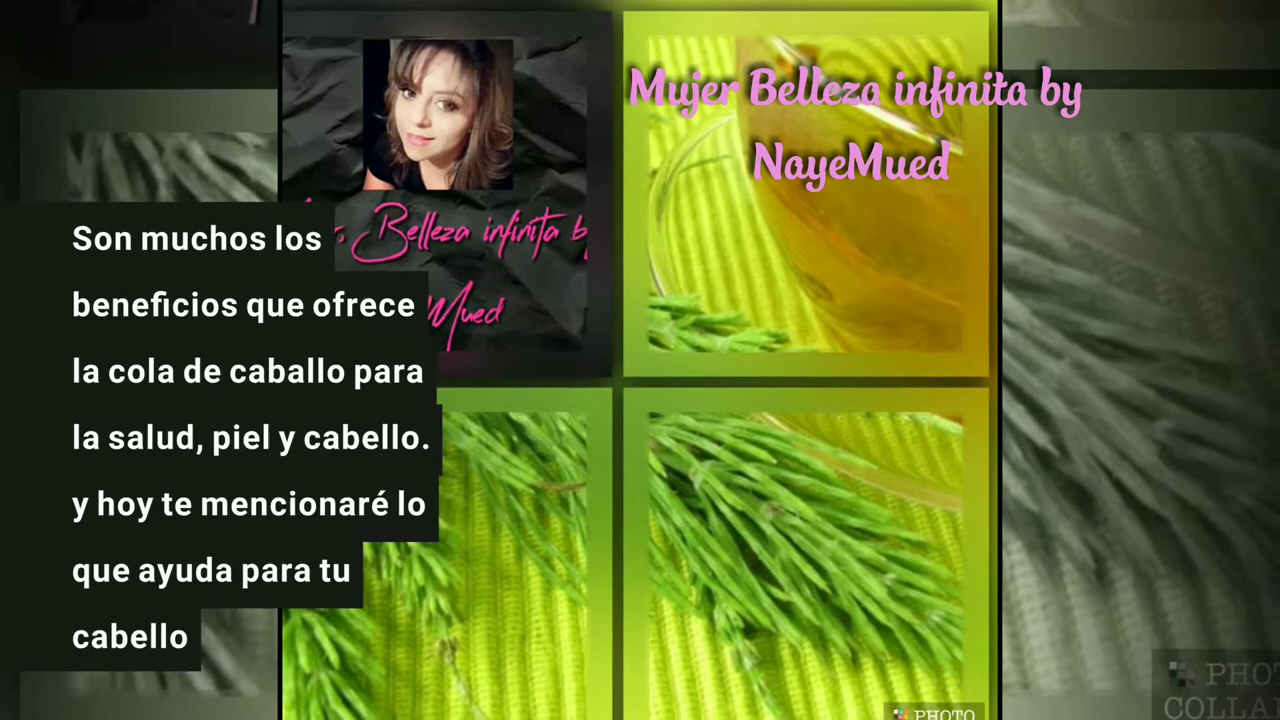 Mujer Belleza infinita by
NayeMued
Belleza infinita b
Mued
Son muchos los
beneficios que ofrece
la cola de caballo para
la salud, piel y cabello.
y hoy te mencionaré lo
que ayuda para tu
cabello
PHOTO
PHO
COLLA